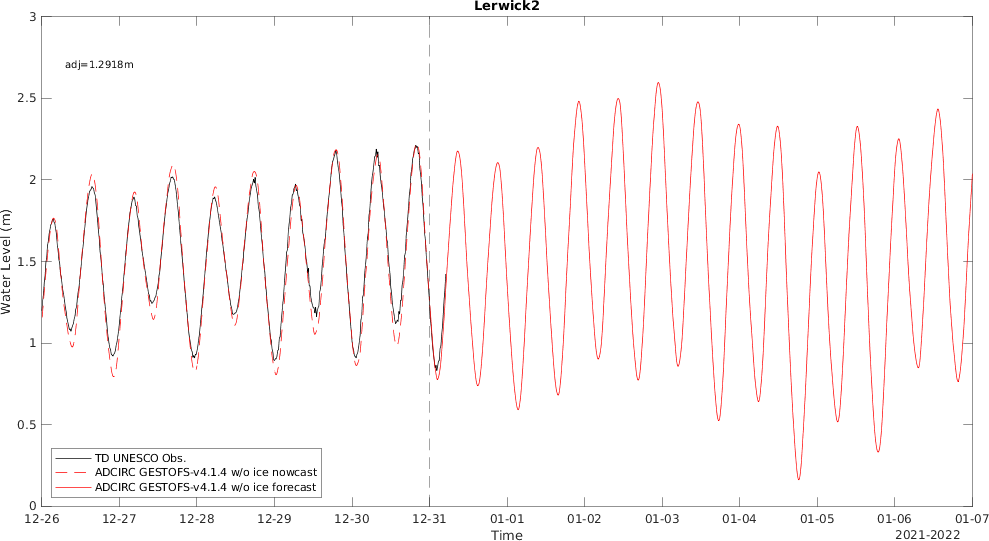 Lerwick2
adj=1.2918m
Water Level (m)
3
2.5
2
1.5
1
0.5
0
TD UNESCO Obs.
ADCIRC GESTOFS-v4.1.4 w/o ice nowcast
ADCIRC GESTOFS-v4.1.4 w/o ice forecast
12-26 12-27 12-28 12-29 12-30 12-31 01-01 01-02 01-03 01-04 01-05 01-06 01-07
Time
2021-2022